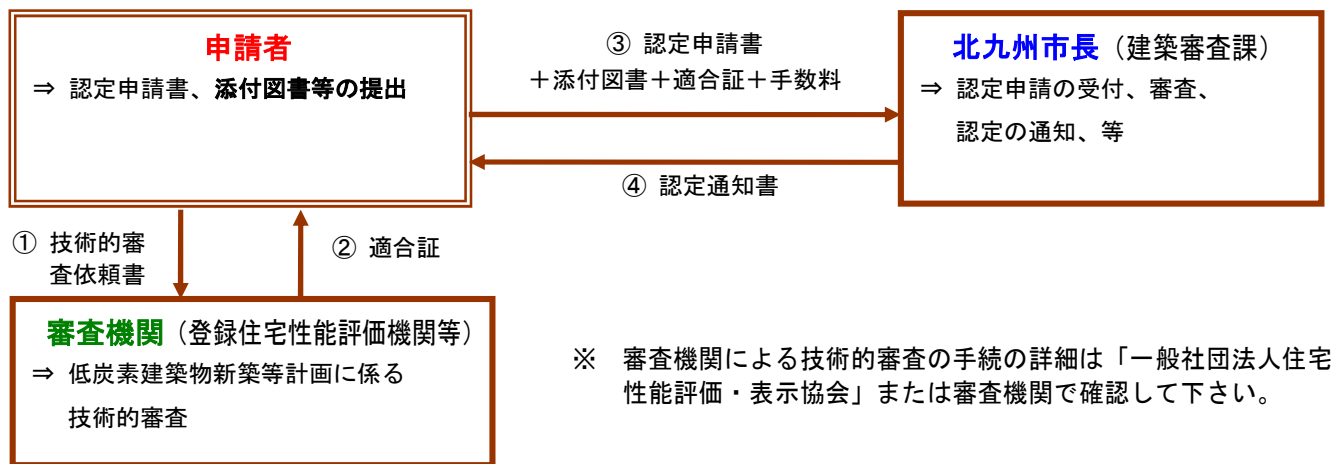 申請者
⇒ 認定申請書、添付図書等の提出
③ 認定申請書
+添付図書+適合証+手数料
北九州市長(建築審査課)
⇒ 認定申請の受付、審査、
認定の通知、等
④ 認定通知書
① 技術的審
査依頼書
② 適合証
審査機関(登録住宅性能評価機関等)
⇒ 低炭素建築物新築等計画に係る
技術的審査
※ 審査機関による技術的審査の手続の詳細は「一般社団法人住宅
性能評価・表示協会」または審査機関で確認して下さい。